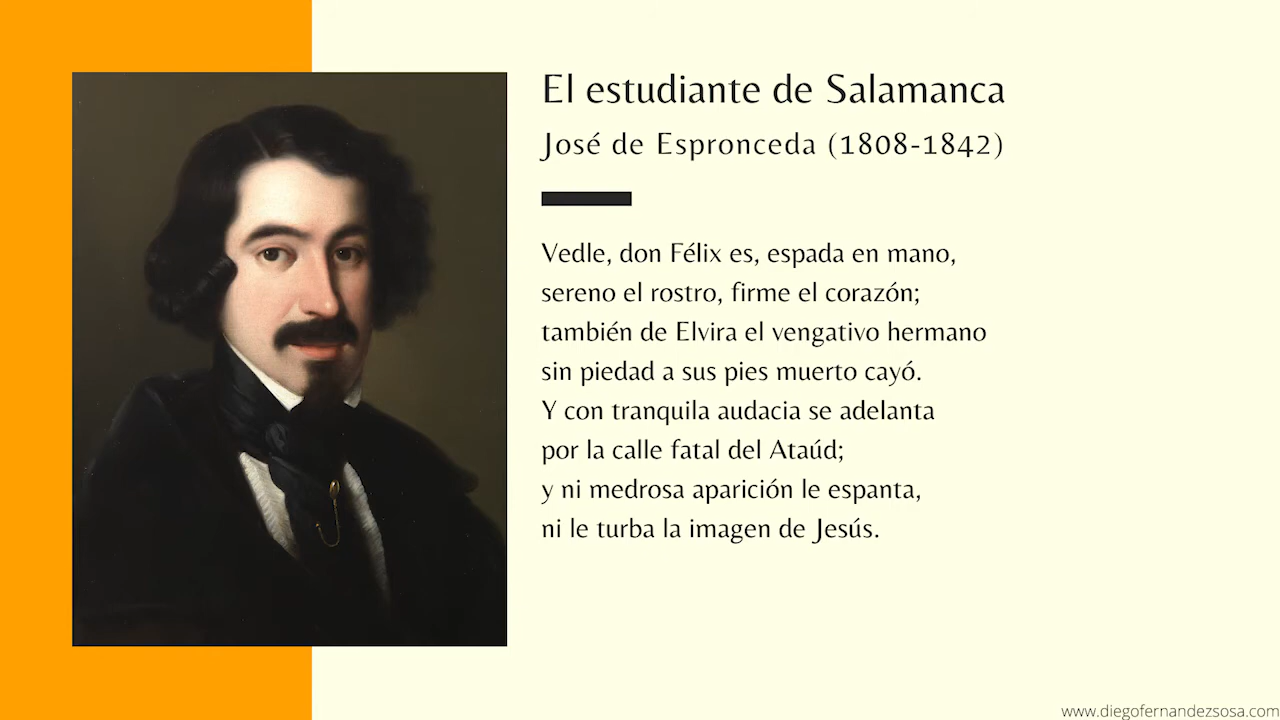 El estudiante de Salamanca
José de Espronceda (1808-1842)
Vedle, don Félix es, espada en mano,
sereno el rostro, firme el corazón;
también de Elvira el vengativo hermano
sin piedad a sus pies muerto cayó.
Y con tranquila audacia se adelanta
por la calle fatal del Ataúd;
y ni medrosa aparición le espanta,
ni le turba la imagen de Jesús.
www.diegofernandezsosa.com